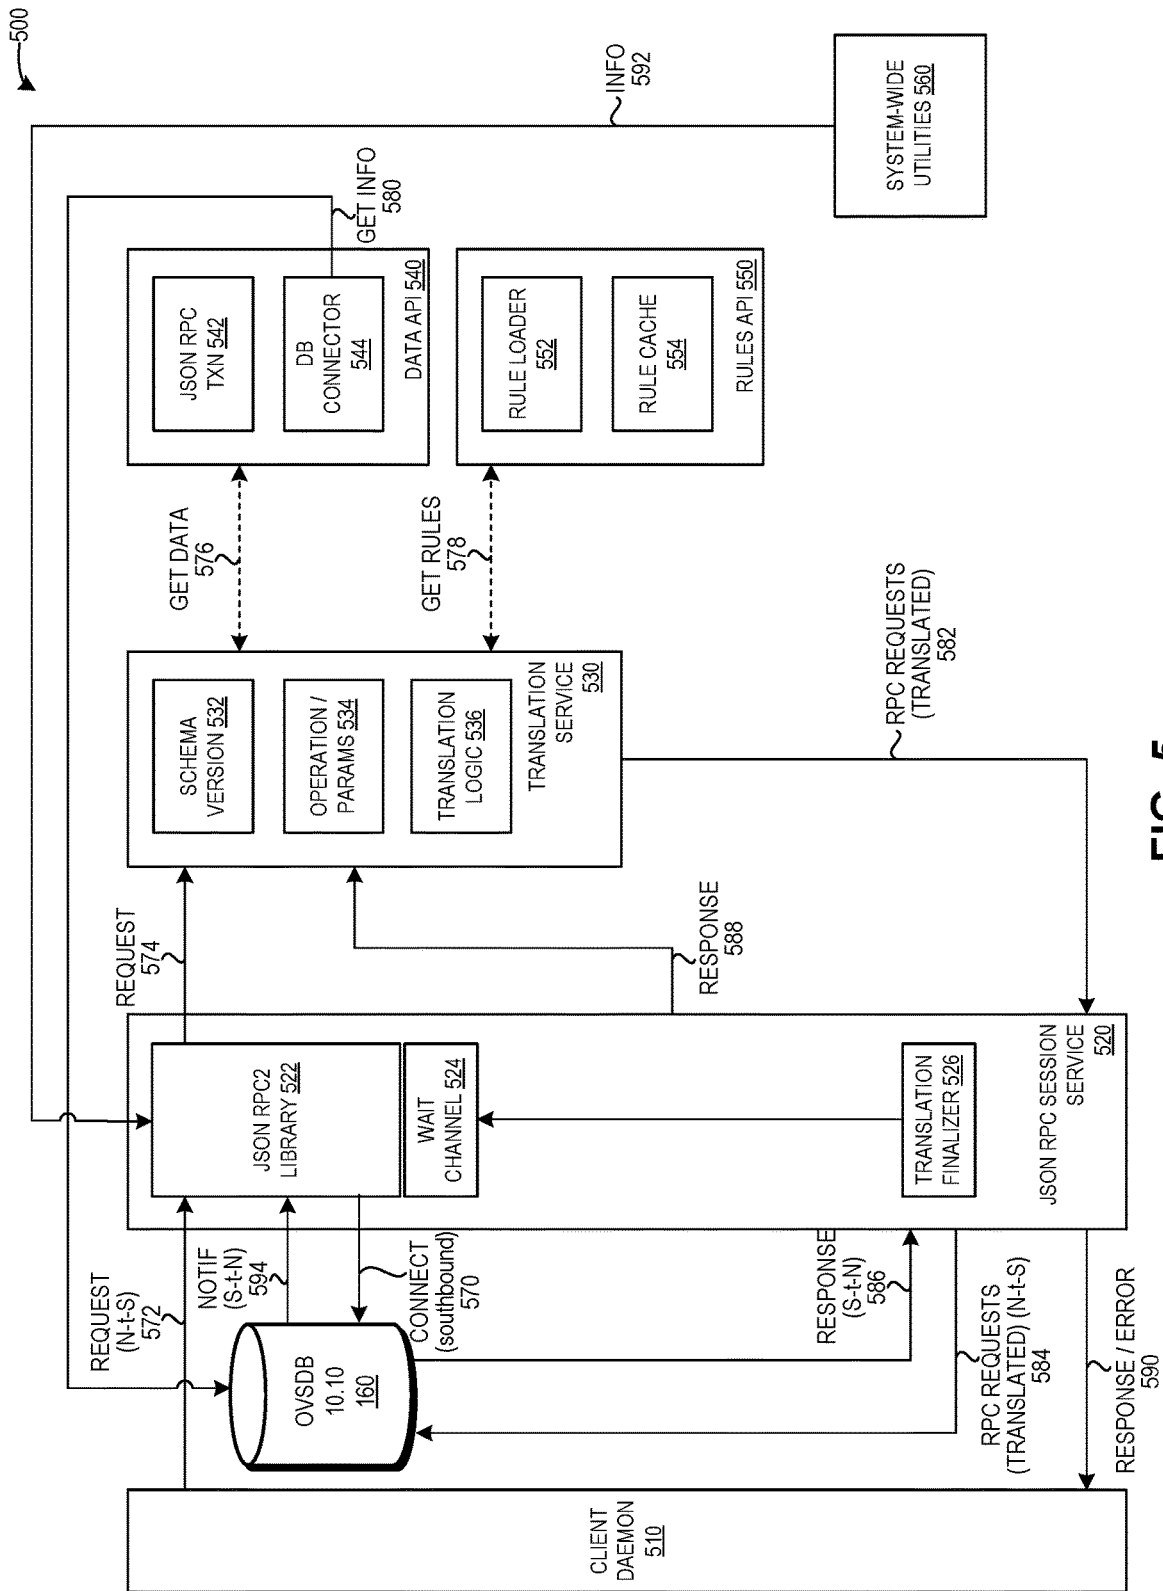 500
CLIENT
DAEMON
510
REQUEST
(N-t-S)
572
NOTIF
(S-t-N)
594
CONNECT
(southbound)
570
OVSDB
10.10
160
RESPONSE
(S-t-N)
586
RPC REQUESTS
(TRANSLATED) (N-t-S)
584
RESPONSE / ERROR
590
JSON RPC2
LIBRARY 522
WAIT
CHANNEL 524
TRANSLATION
FINALIZER 526
JSON RPC SESSION
SERVICE
520
REQUEST
574
RESPONSE
588
SCHEMA
VERSION 532
OPERATION /
PARAMS 534
TRANSLATION
LOGIC 536
TRANSLATION
SERVICE
530
RPC REQUESTS
(TRANSLATED)
582
GET DATA
576
GET RULES
578
JSON RPC
TXN 542
DB
CONNECTOR
544
DATA API 540
GET INFO
580
RULE LOADER
552
RULE CACHE
554
RULES API 550
INFO
592
SYSTEM-WIDE
UTILITIES 560
FIG. 5